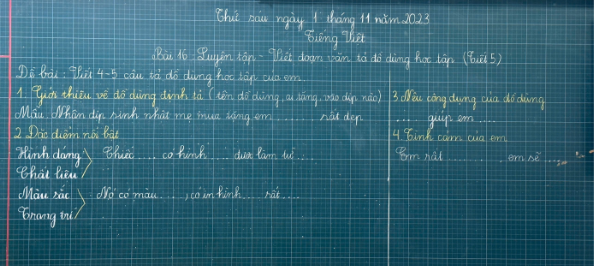 Thứ sáu ngày 1 tháng 11 năm 2023
Tiếng Việt
Bài 16: Luyện tập - Viết đoạn văn tả đồ dùng học tập (Tiết 5)
Đề bài: Viết 4-5 câu tả đồ dùng học tập của em
1. Giới thiệu về đồ dùng định tả (tên đồ dùng, ai tặng, vào dịp nào)
Mẫu: Nhân dịp sinh nhật mẹ mua tặng em ........ rất đẹp
2. Đặc điểm nổi bật
Hình dáng
Chất liệu
Chiếc .... có hình .... được làm từ ...
Màu sắc
Trang trí
Nó có màu ...., có in hình .... rất ....
3. Nêu công dụng của đồ dùng
.... giúp em ....
4. Tình cảm của em
Em rất ........ em sẽ .....